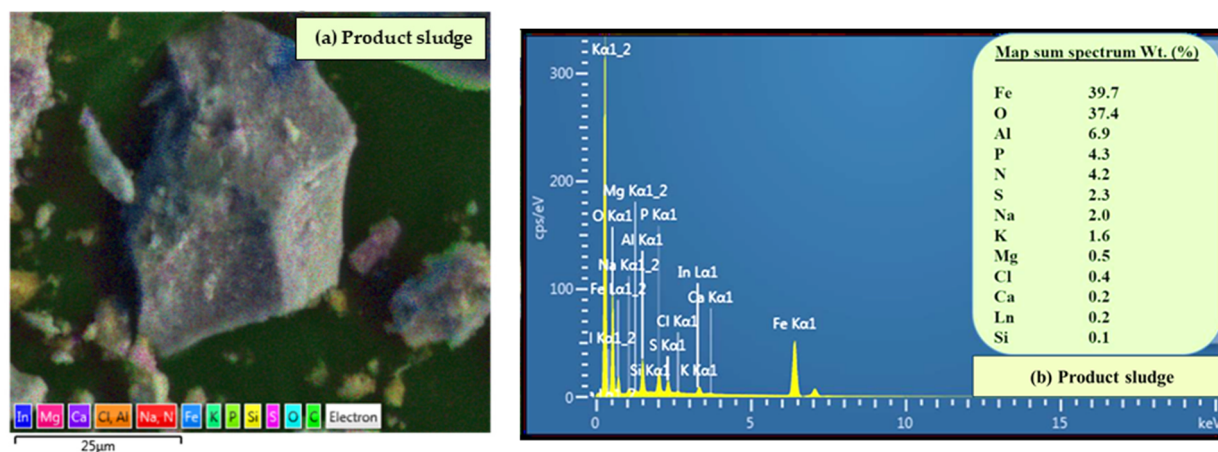 (a) Product sludge
In Mg Ca Cl, Al Na, N Fe K P Si S O C Electron
25µm
Kα1_2
300
Map sum spectrum Wt. (%)
Fe 39.7
O 37.4
Al 6.9
P 4.3
N 4.2
S 2.3
Na 2.0
K 1.6
Mg 0.5
Cl 0.4
Ca 0.2
Ln 0.2
Si 0.1
200
cps/eV
Mg Kα1_2
O Kα1 P Kα1
Al Kα1
Na Kα1_2
In Lα1
Fe Lα1_2
Ca Kα1
100
Cl Kα1
Fe Kα1
I Kα1_2
S Kα1
Si Kα1 K Kα1
0
(b) Product sludge
0 5 10 15 keV